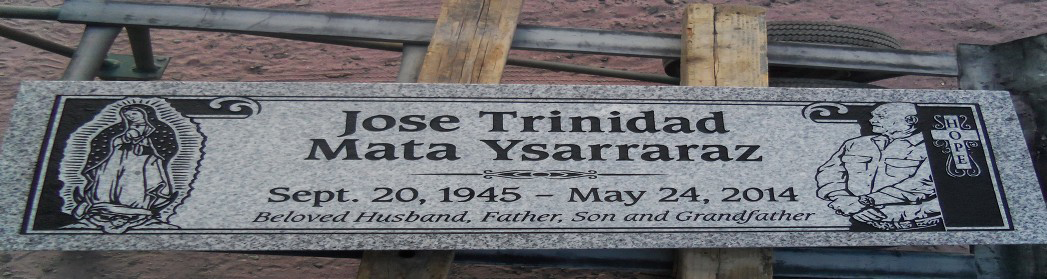 Jose Trinidad
Mata Ysarraraz
Sept. 20, 1945 – May 24, 2014
Beloved Husband, Father, Son and Grandfather
HOPE